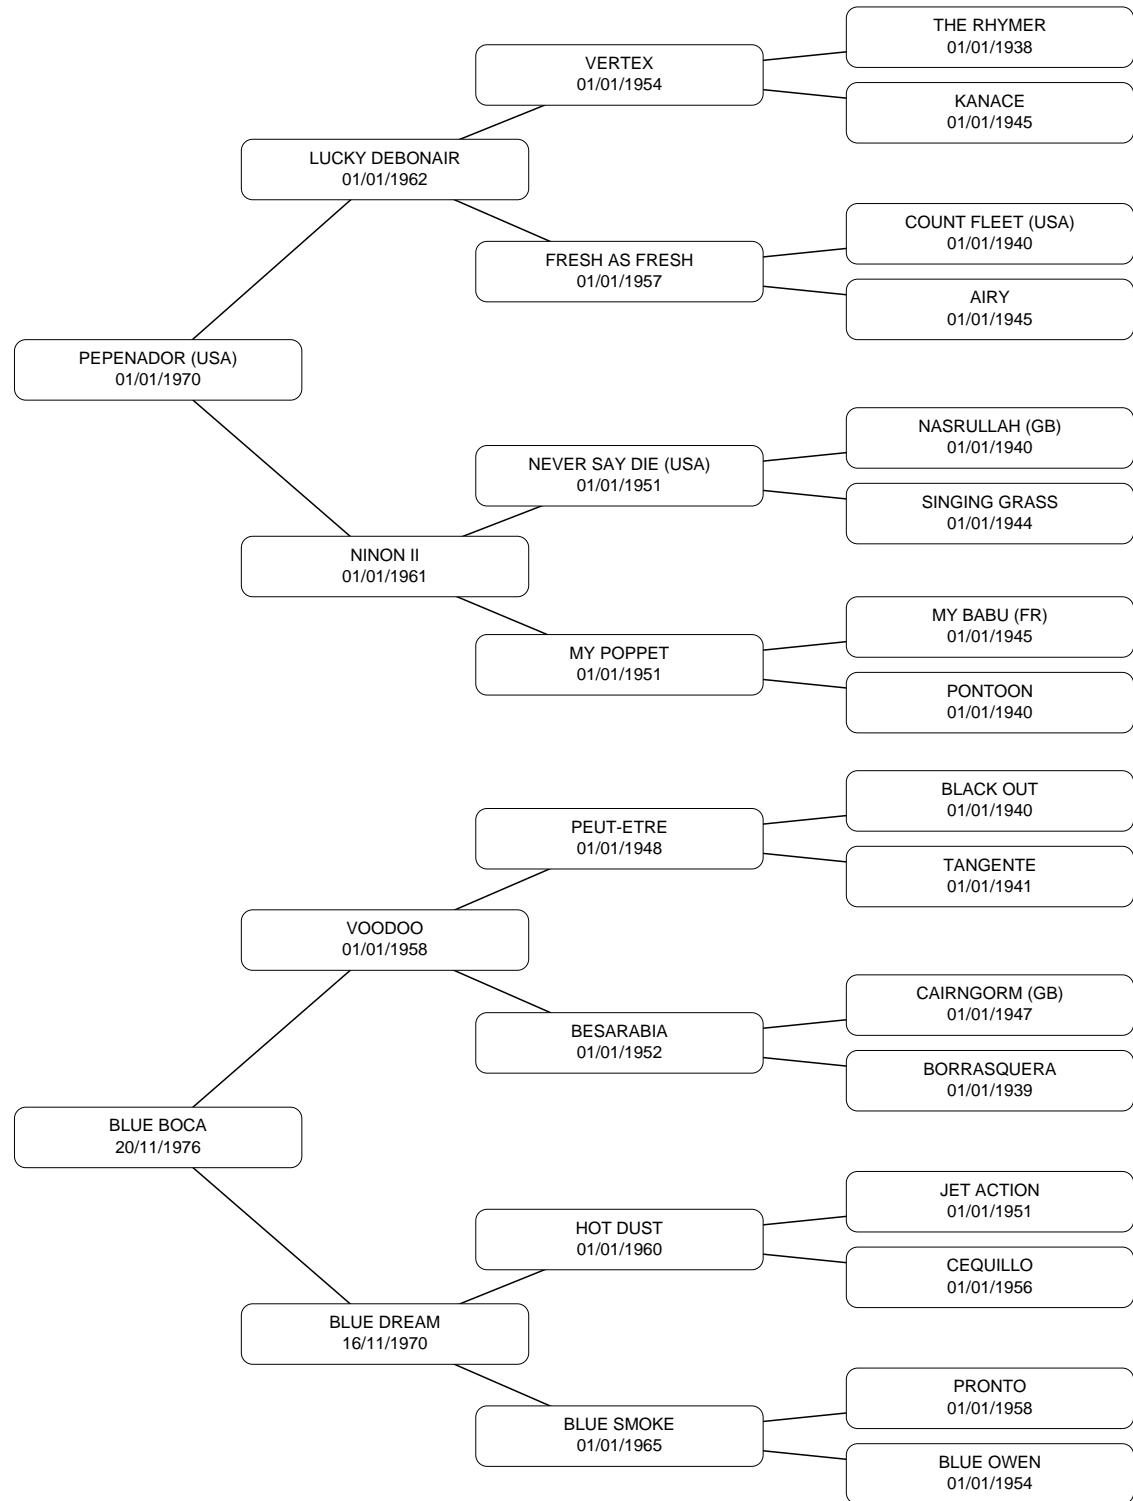 THE RHYMER
01/01/1938
VERTEX
01/01/1954
KANACE
01/01/1945
LUCKY DEBONAIR
01/01/1962
COUNT FLEET (USA)
01/01/1940
FRESH AS FRESH
01/01/1957
AIRY
01/01/1945
PEPENADOR (USA)
01/01/1970
NASRULLAH (GB)
01/01/1940
NEVER SAY DIE (USA)
01/01/1951
SINGING GRASS
01/01/1944
NINON II
01/01/1961
MY BABU (FR)
01/01/1945
MY POPPET
01/01/1951
PONTOON
01/01/1940
BLACK OUT
01/01/1940
PEUT-ETRE
01/01/1948
TANGENTE
01/01/1941
VOODOO
01/01/1958
CAIRNGORM (GB)
01/01/1947
BESARABIA
01/01/1952
BORRASQUERA
01/01/1939
BLUE BOCA
20/11/1976
JET ACTION
01/01/1951
HOT DUST
01/01/1960
CEQUILLO
01/01/1956
BLUE DREAM
16/11/1970
PRONTO
01/01/1958
BLUE SMOKE
01/01/1965
BLUE OWEN
01/01/1954